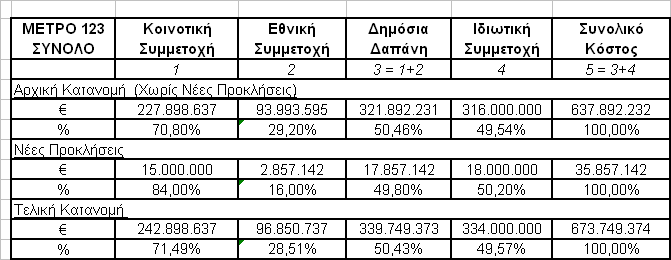 ΜΕΤΡΟ 123 ΣΥΝΟΛΟ Κοινοτική Συμμετοχή Εθνική Συμμετοχή Δημόσια Δαπάνη Ιδιωτική Συμμετοχή Συνολικό Κόστος
1 2 3 = 1+2 4 5 = 3+4
Αρχική Κατανομή (Χωρίς Νέες Προκλήσεις)
€ 227.898.637 93.993.595 321.892.231 316.000.000 637.892.232
% 70,80% 29,20% 50,46% 49,54% 100,00%
Νέες Προκλήσεις
€ 15.000.000 2.857.142 17.857.142 18.000.000 35.857.142
% 84,00% 16,00% 49,80% 50,20% 100,00%
Τελική Κατανομή
€ 242.898.637 96.850.737 339.749.373 334.000.000 673.749.374
% 71,49% 28,51% 50,43% 49,57% 100,00%